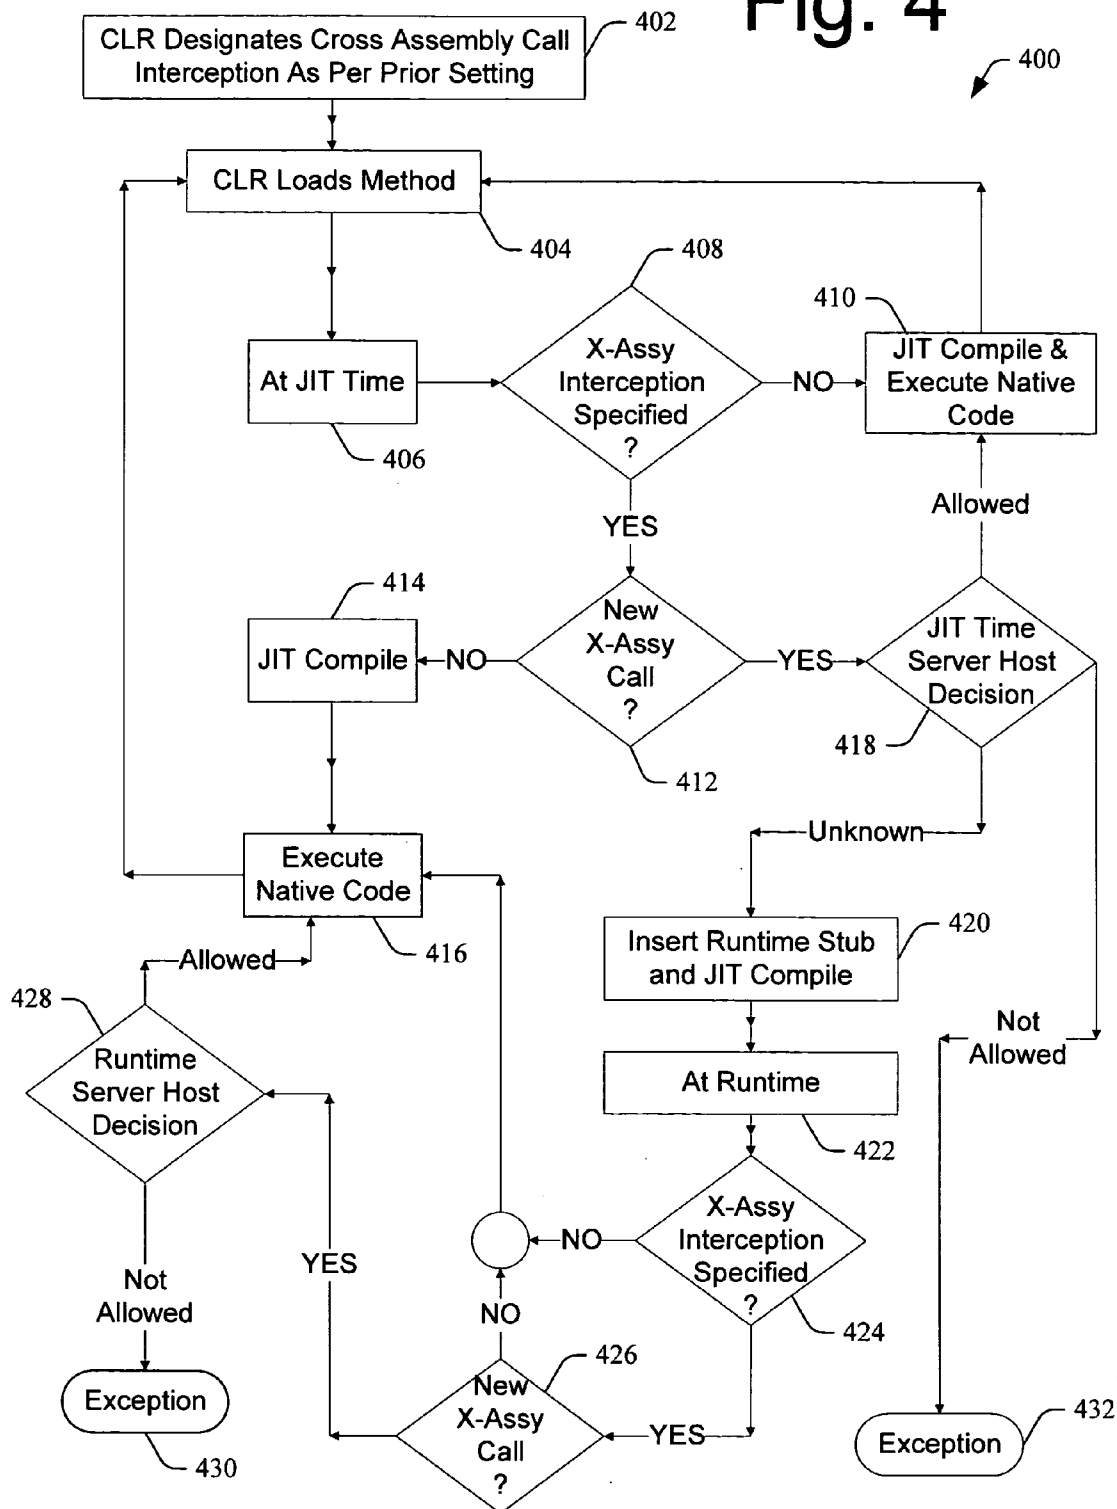 Fig. 4
CLR Designates Cross Assembly Call
Interception As Per Prior Setting
402
400
CLR Loads Method
404
408
410
At JIT Time
406
X-Assy
Interception
Specified
?
NO
JIT Compile &
Execute Native
Code
YES
Allowed
414
JIT Compile
NO
New
X-Assy
Call
?
412
YES
JIT Time
Server Host
Decision
418
Unknown
Execute
Native Code
416
Allowed
428
Runtime
Server Host
Decision
Insert Runtime Stub
and JIT Compile
420
Not
Allowed
At Runtime
422
X-Assy
Interception
Specified
?
424
NO
YES
NO
Not
Allowed
426
New
X-Assy
Call
?
YES
Exception
430
Exception
432